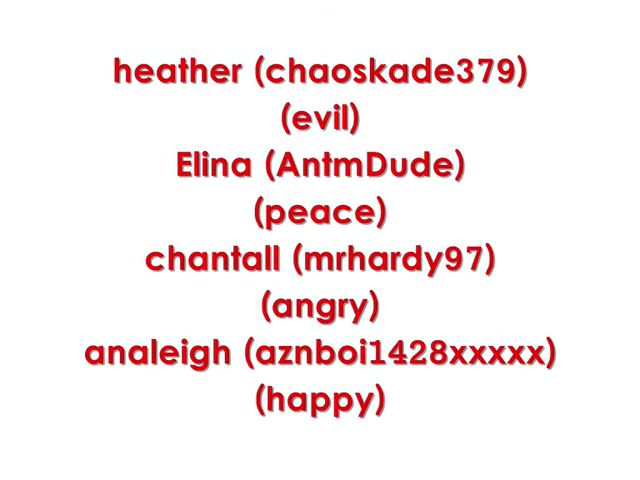 heather (chaoskade379)
(evil)
Elina (AntmDude)
(peace)
chantall (mrhardy97)
(angry)
analeigh (aznboi1428xxxxx)
(happy)